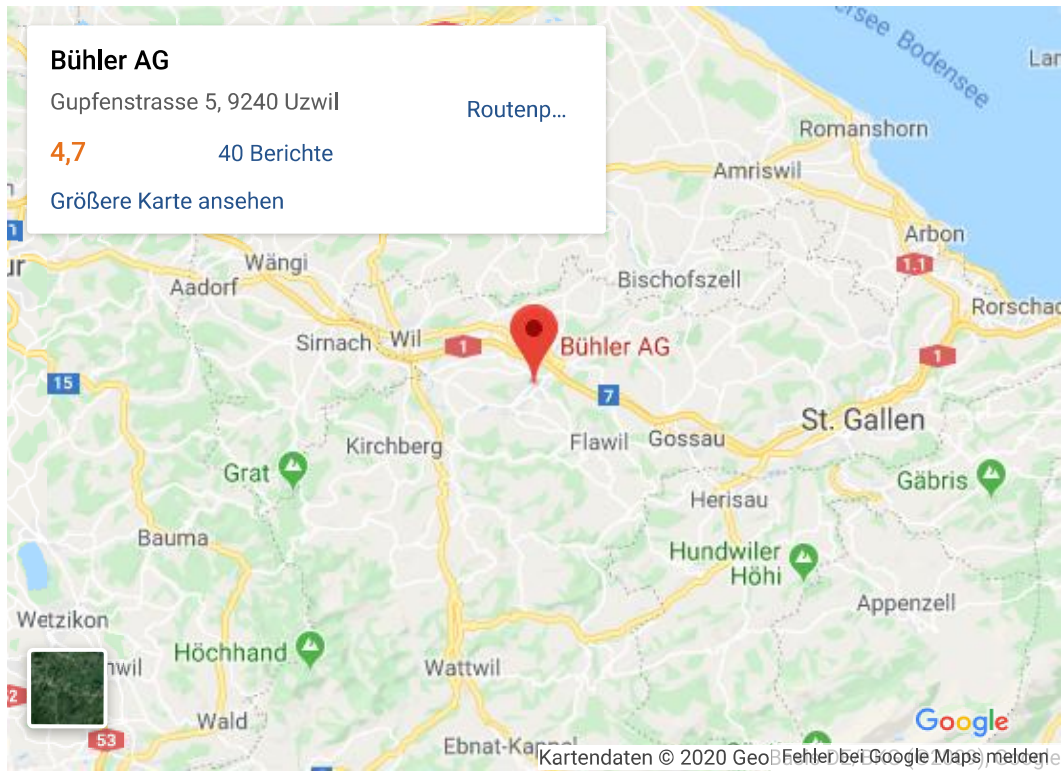 Bühler AG
Gupfenstrasse 5, 9240 Uzwil
Routenp...
4,7
40 Berichte
Größere Karte ansehen
Bodensee
Romanshorn
Amriswil
Arbon
1.1
Wängi
Aadorf
Bischofszell
Sirnach
Wil
1
Bühler AG
1
15
7
St. Gallen
Kirchberg
Flawil
Gossau
Grat
Gäbris
Herisau
Bauma
Hundwiler
Höhi
Appenzell
Wetzikon
Höchhand
Wattwil
Wald
53
Google
Kartendaten © 2020 Geo
Fehler bei Google Maps melden